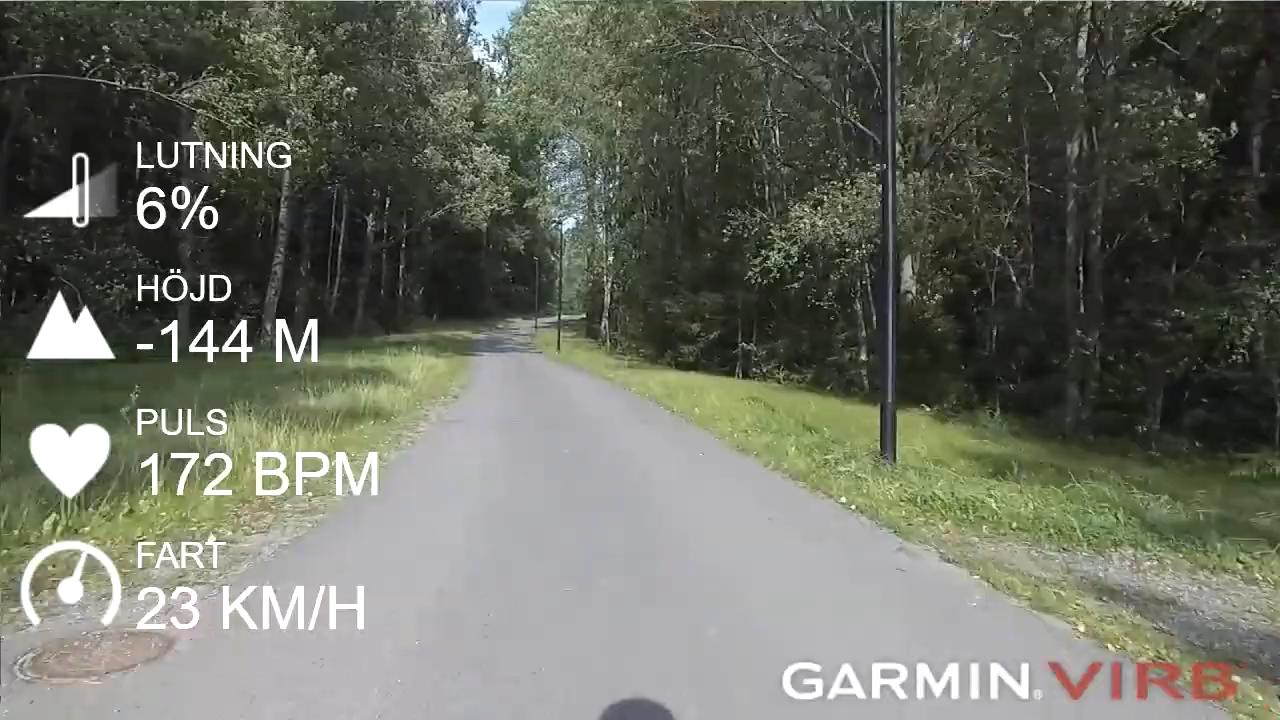 LUTNING
6%
HÖJD
-144 M
PULS
172 BPM
FART
23 KM/H
GARMIN® VIRB